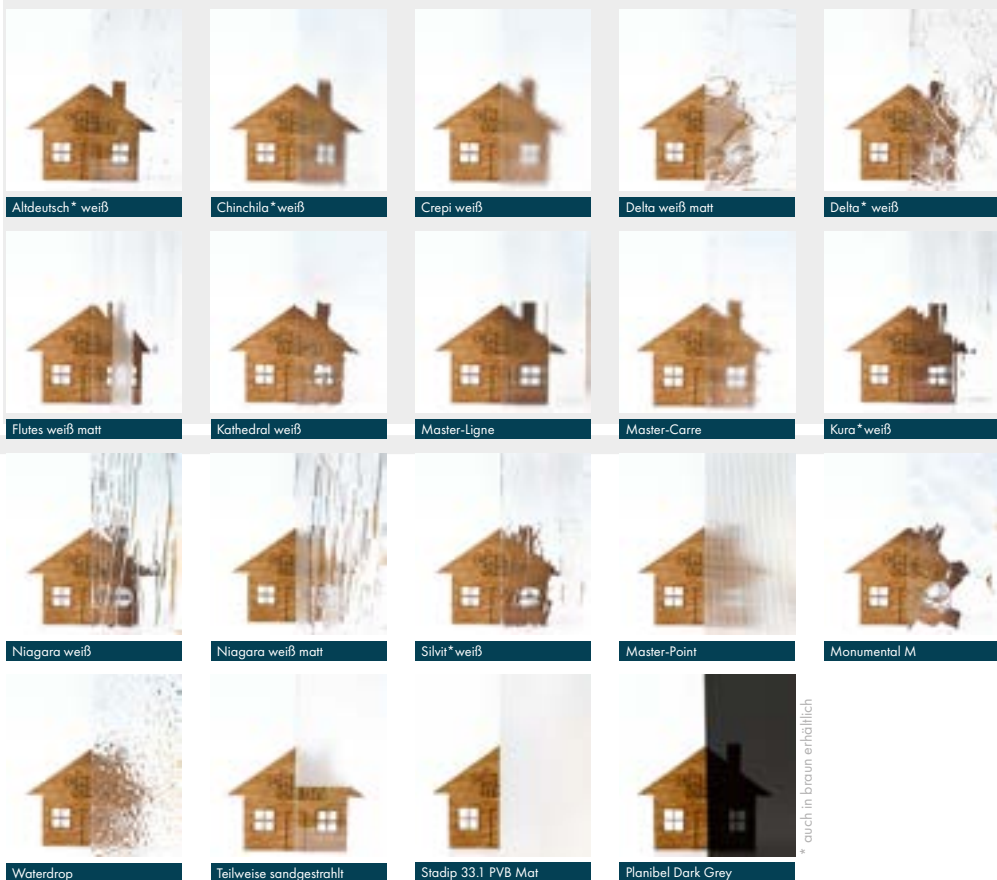 Altdeutsch* weiß
Chinchila*weiß
Crepi weiß
Delta weiß matt
Delta* weiß
Flutes weiß matt
Kathedral weiß
Master-Ligne
Master-Carre
Kura*weiß
Niagara weiß
Niagara weiß matt
Silvit*weiß
Master-Point
Monumental M
Waterdrop
Teilweise sandgestrahlt
Stadip 33.1 PVB Mat
Planibel Dark Grey
* auch in braun erhältlich